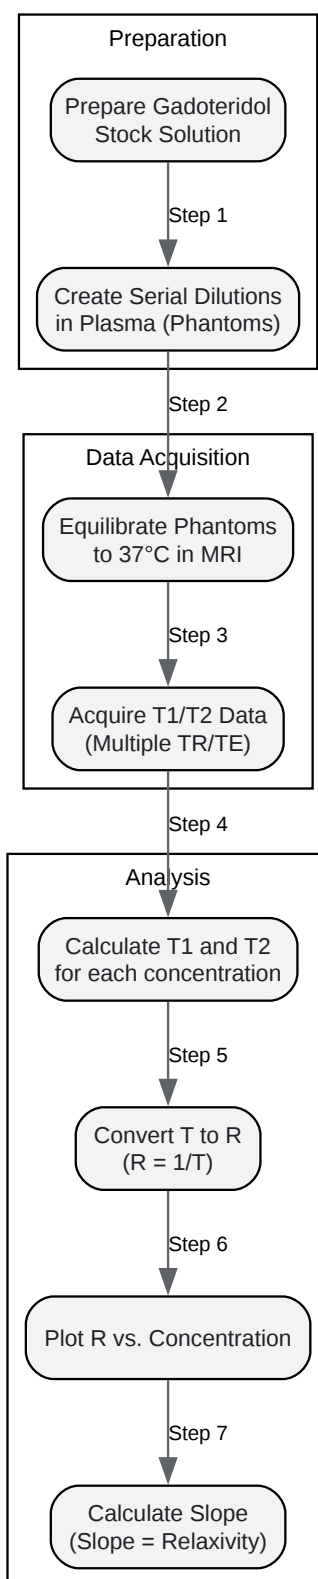 Preparation
Prepare Gadoteridol
Stock Solution
Step 1
Create Serial Dilutions
in Plasma (Phantoms)
Step 2
Data Acquisition
Equilibrate Phantoms
to 37°C in MRI
Step 3
Acquire T1/T2 Data
(Multiple TR/TE)
Step 4
Analysis
Calculate T1 and T2
for each concentration
Step 5
Convert T to R
(R = 1/T)
Step 6
Plot R vs. Concentration
Step 7
Calculate Slope
(Slope = Relaxivity)